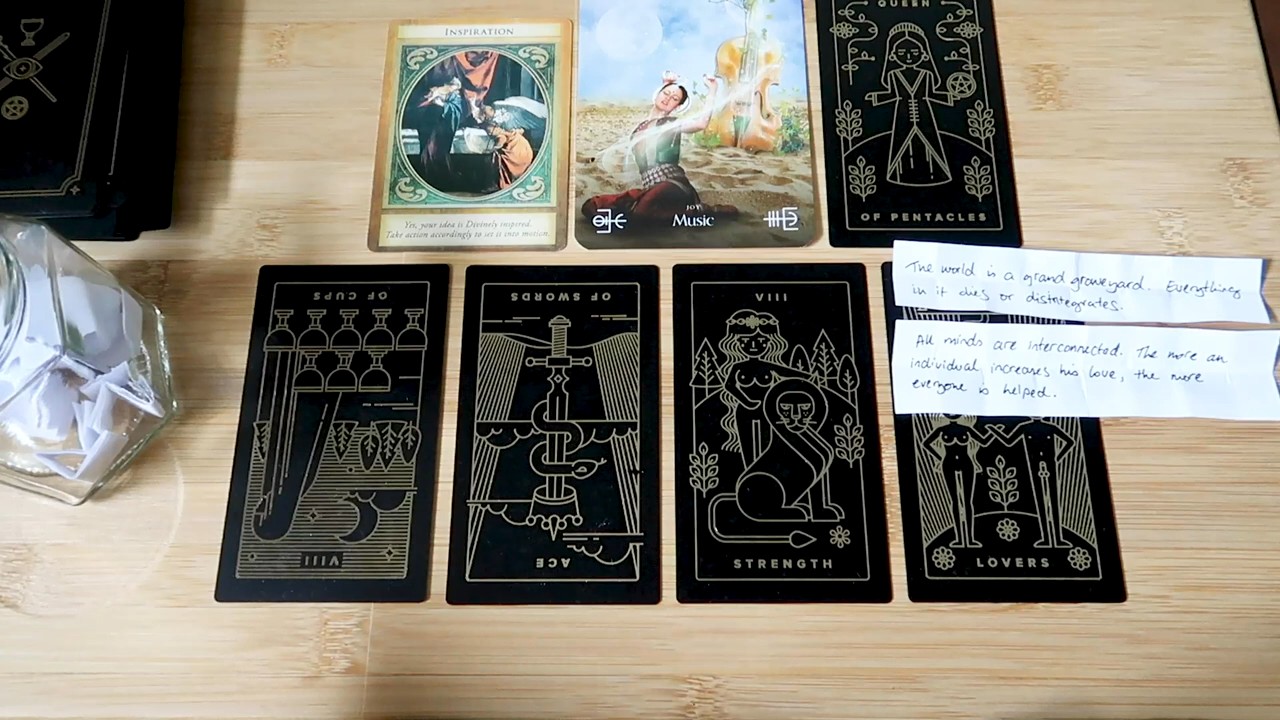 INSPIRATION
Yes, your idea is Divinely inspired.
Take action accordingly to set it into motion.
JOY
Music
QUEEN
OF PENTACLES
The world is a grand graveyard. Everything
in it dies or disintegrates.
All minds are interconnected. The more an
individual increases his love, the more
everyone is helped.
OF CUPS
VIII
OF SWORDS
ACE
VIII
STRENGTH
LOVERS